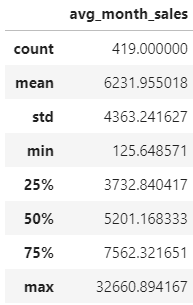 avg_month_sales
count 419.000000
mean 6231.955018
std 4363.241627
min 125.648571
25% 3732.840417
50% 5201.168333
75% 7562.321651
max 32660.894167